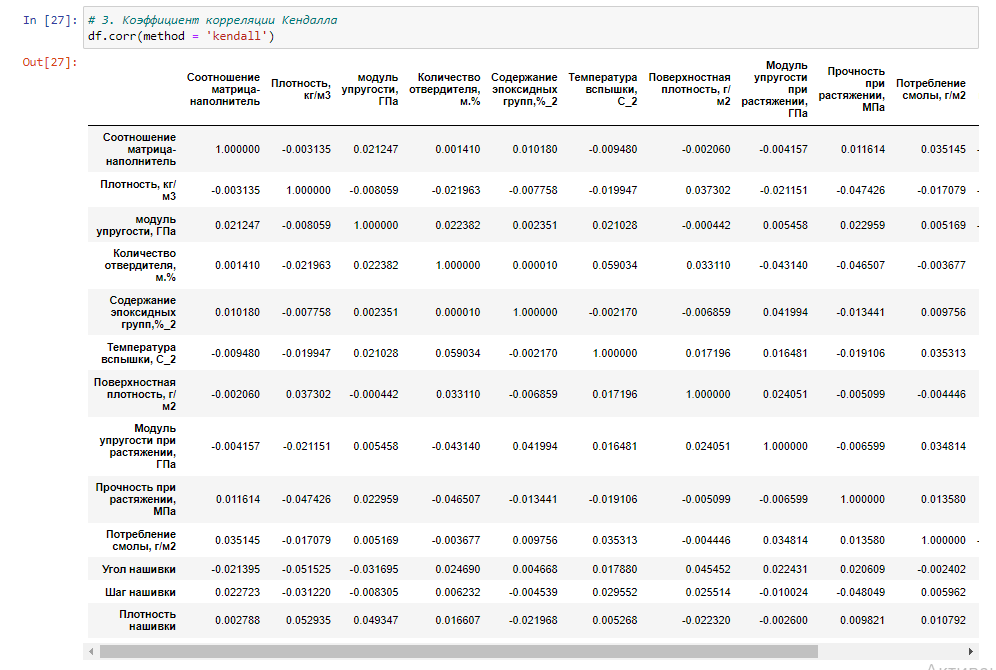 In [27]: # 3. Коэффициент корреляции Кендалла
df.corr(method = 'kendall')
Out[27]:
Соотношение матрица-наполнитель Плотность, кг/м3 модуль упругости, ГПа Количество отвердителя, м.% Содержание эпоксидных групп,%_2 Температура вспышки, С_2 Поверхностная плотность, г/м2 Модуль упругости при растяжении, ГПа Прочность при растяжении, МПа Потребление смолы, г/м2
Соотношение матрица-наполнитель 1.000000 -0.003135 0.021247 0.001410 0.010180 -0.009480 -0.002060 -0.004157 0.011614 0.035145
Плотность, кг/м3 -0.003135 1.000000 -0.008059 -0.021963 -0.007758 -0.019947 0.037302 -0.021151 -0.047426 -0.017079
модуль упругости, ГПа 0.021247 -0.008059 1.000000 0.022382 0.002351 0.021028 -0.000442 0.005458 0.022959 0.005169
Количество отвердителя, м.% 0.001410 -0.021963 0.022382 1.000000 0.000010 0.059034 0.033110 -0.043140 -0.046507 -0.003677
Содержание эпоксидных групп,%_2 0.010180 -0.007758 0.002351 0.000010 1.000000 -0.002170 -0.006859 0.041994 -0.013441 0.009756
Температура вспышки, С_2 -0.009480 -0.019947 0.021028 0.059034 -0.002170 1.000000 0.017196 0.016481 -0.019106 0.035313
Поверхностная плотность, г/м2 -0.002060 0.037302 -0.000442 0.033110 -0.006859 0.017196 1.000000 0.024051 -0.005099 -0.004446
Модуль упругости при растяжении, ГПа -0.004157 -0.021151 0.005458 -0.043140 0.041994 0.016481 0.024051 1.000000 -0.006599 0.034814
Прочность при растяжении, МПа 0.011614 -0.047426 0.022959 -0.046507 -0.013441 -0.019106 -0.005099 -0.006599 1.000000 0.013580
Потребление смолы, г/м2 0.035145 -0.017079 0.005169 -0.003677 0.009756 0.035313 -0.004446 0.034814 0.013580 1.000000
Угол нашивки -0.021395 -0.051525 -0.031695 0.024690 0.004668 0.017880 0.045452 0.022431 0.020609 -0.002402
Шаг нашивки 0.022723 -0.031220 -0.008305 0.006232 -0.004539 0.029552 0.025514 -0.010024 -0.048049 0.005962
Плотность нашивки 0.002788 0.052935 0.049347 0.016607 -0.021968 0.005268 -0.022320 -0.002600 0.009821 0.010792